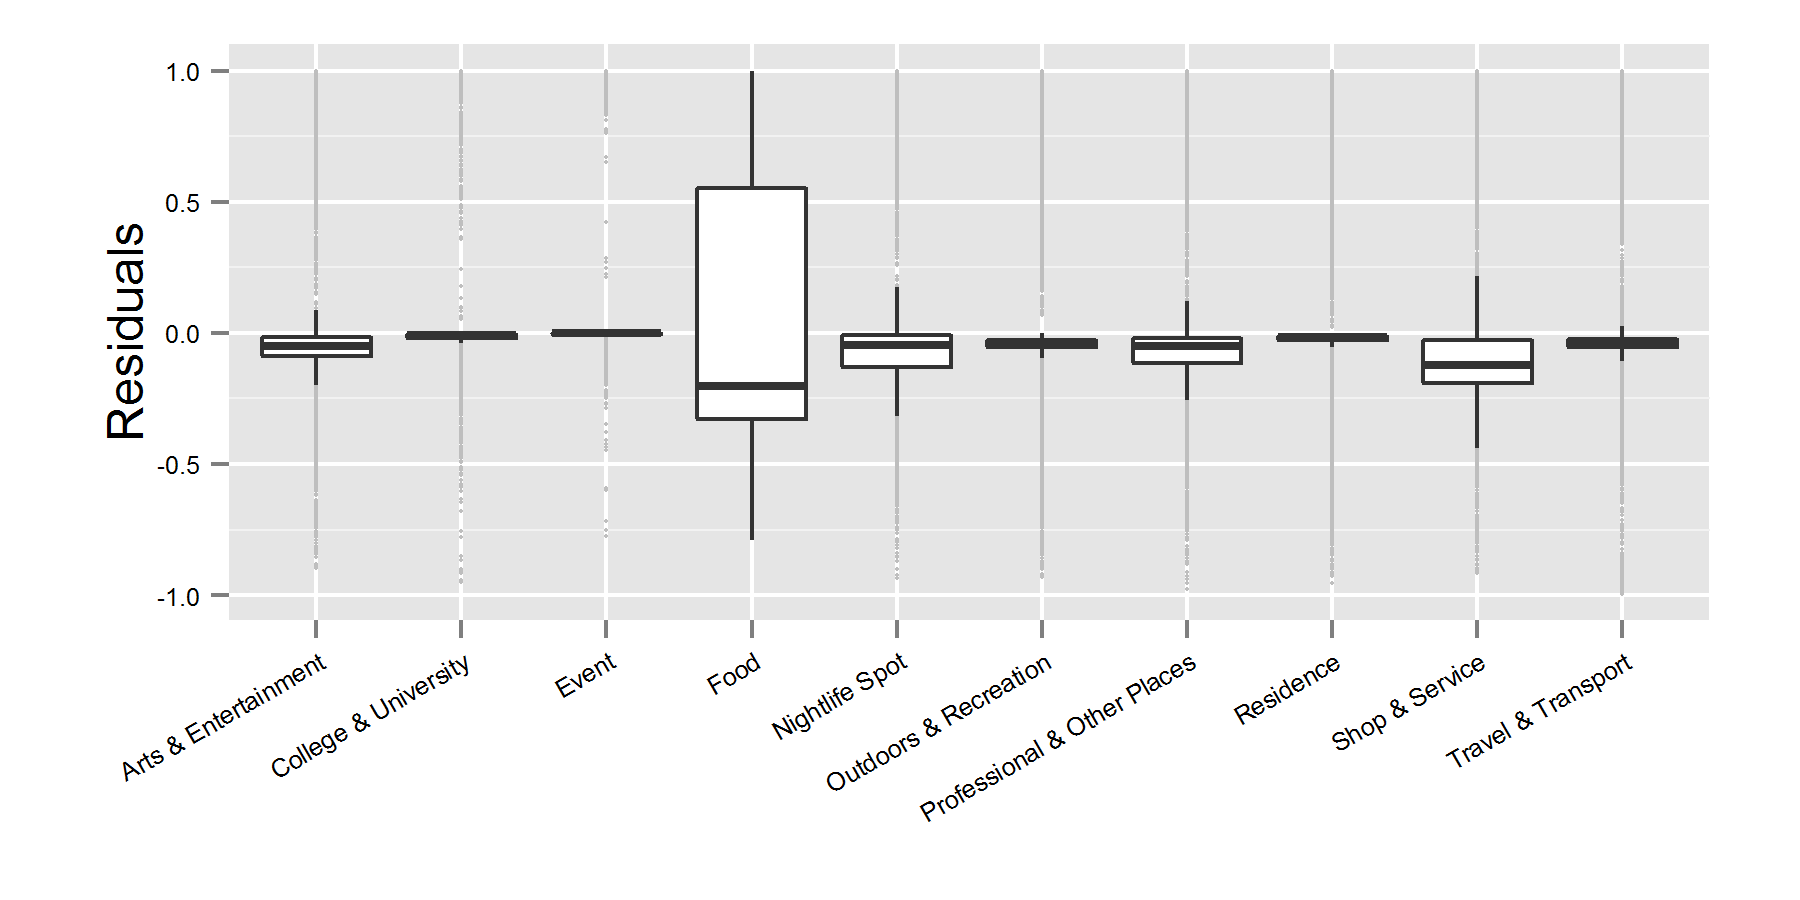 Residuals
1.0
0.5
0.0
-0.5
-1.0
Arts & Entertainment
College & University
Event
Food
Nightlife Spot
Outdoors & Recreation
Professional & Other Places
Residence
Shop & Service
Travel & Transport